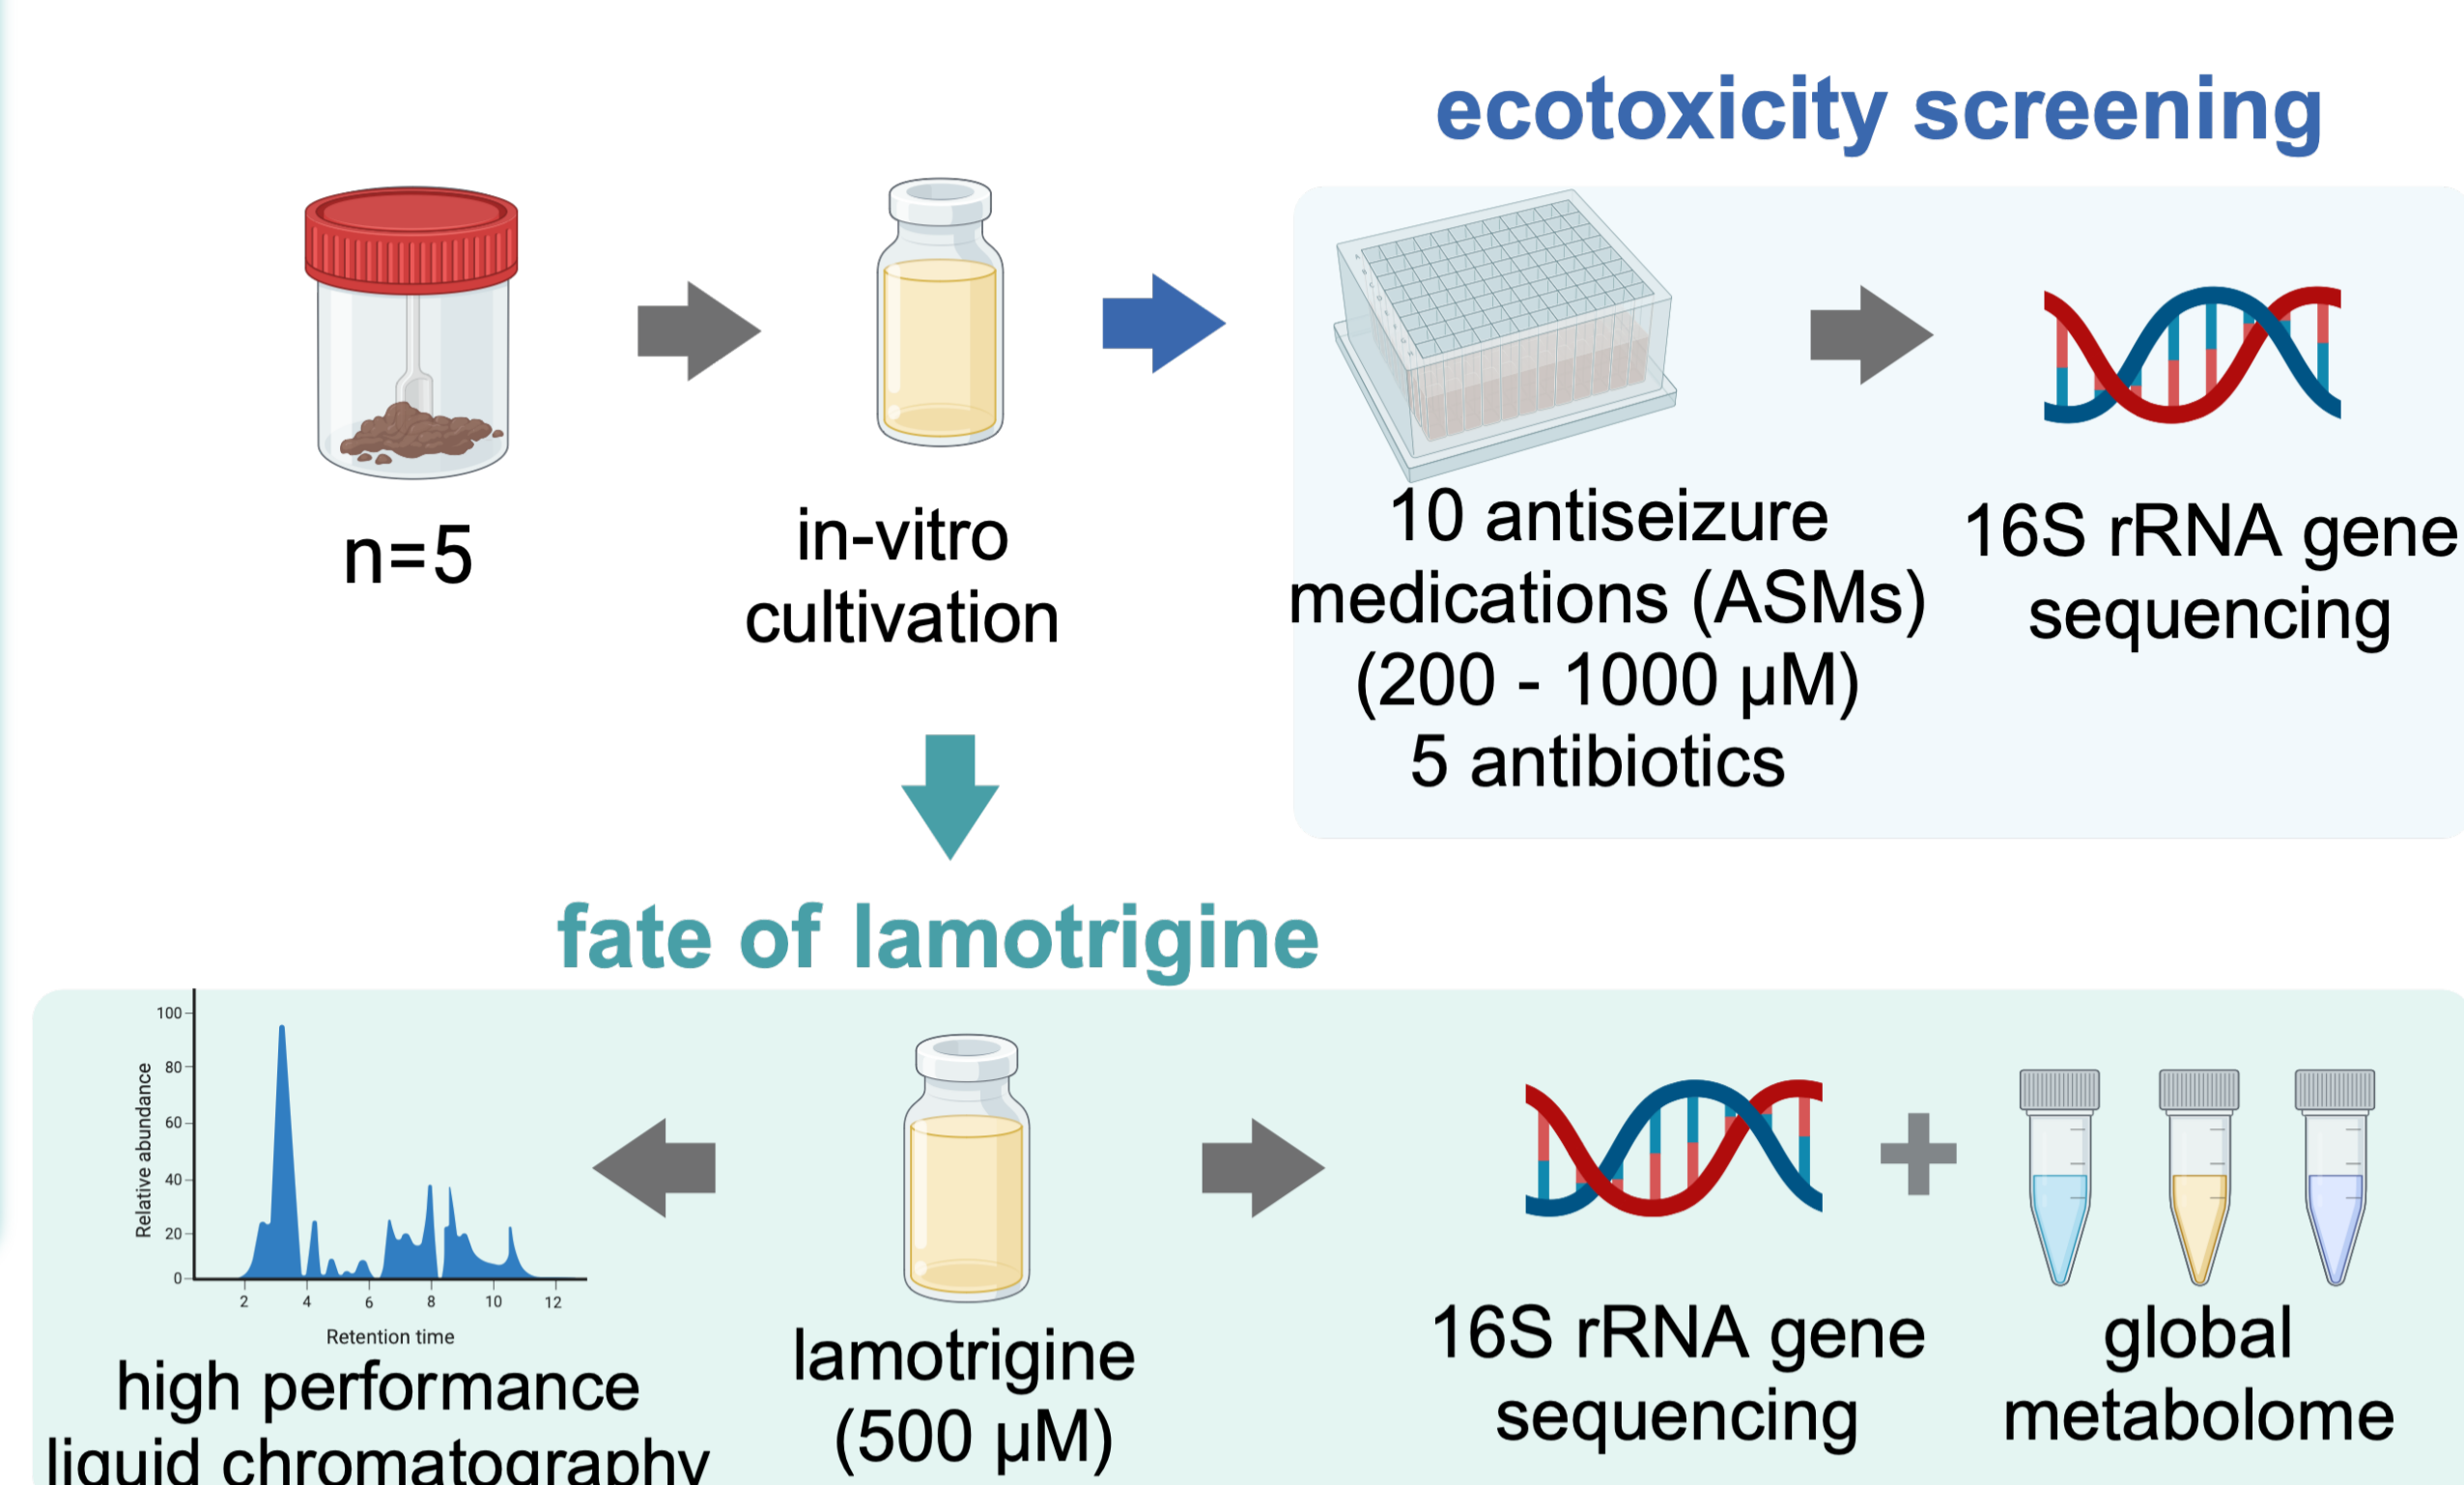 ecotoxicity screening
n=5
in-vitro
cultivation
10 antiseizure
medications (ASMs)
(200 - 1000 µM)
5 antibiotics
16S rRNA gene
sequencing
fate of lamotrigine
100
80
60
40
20
0
Relative abundance
2 4 6 8 10 12
Retention time
high performance
liquid chromatography
lamotrigine
(500 µM)
16S rRNA gene
sequencing
global
metabolome